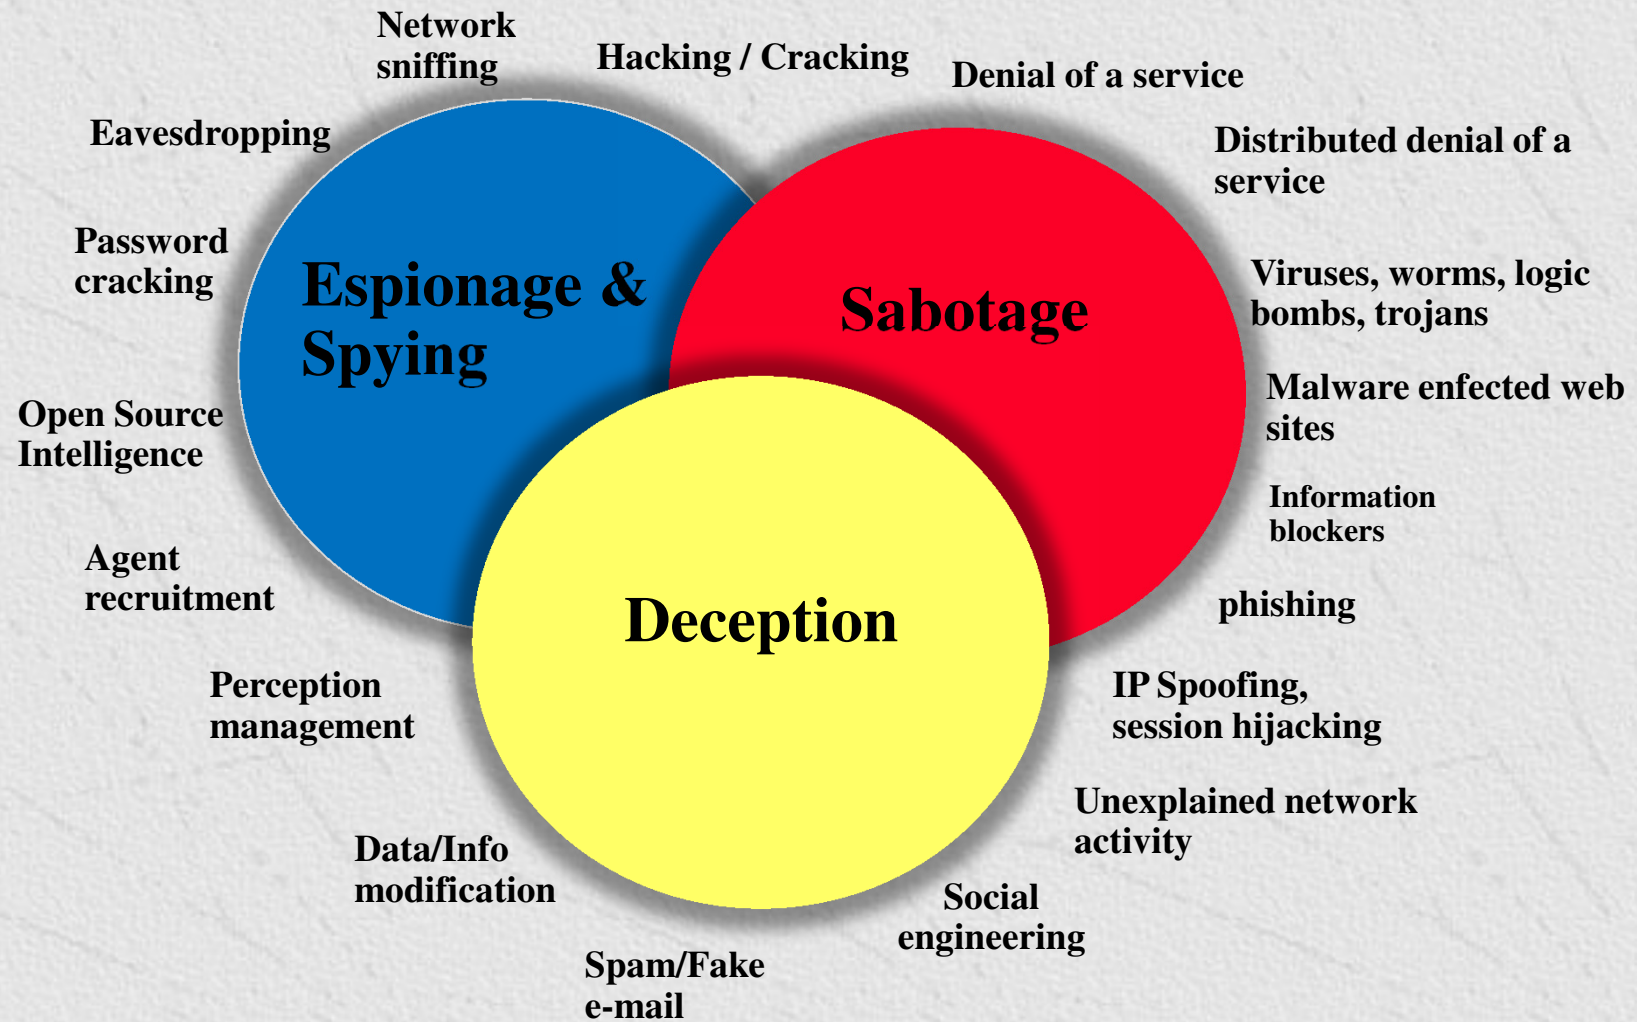 Network
sniffing
Hacking / Cracking
Denial of a service
Eavesdropping
Distributed denial of a
service
Password
cracking
Espionage &
Spying
Sabotage
Viruses, worms, logic
bombs, trojans
Malware enfected web
sites
Open Source
Intelligence
Information
blockers
Agent
recruitment
phishing
Deception
Perception
management
IP Spoofing,
session hijacking
Unexplained network
activity
Data/Info
modification
Social
engineering
Spam/Fake
e-mail